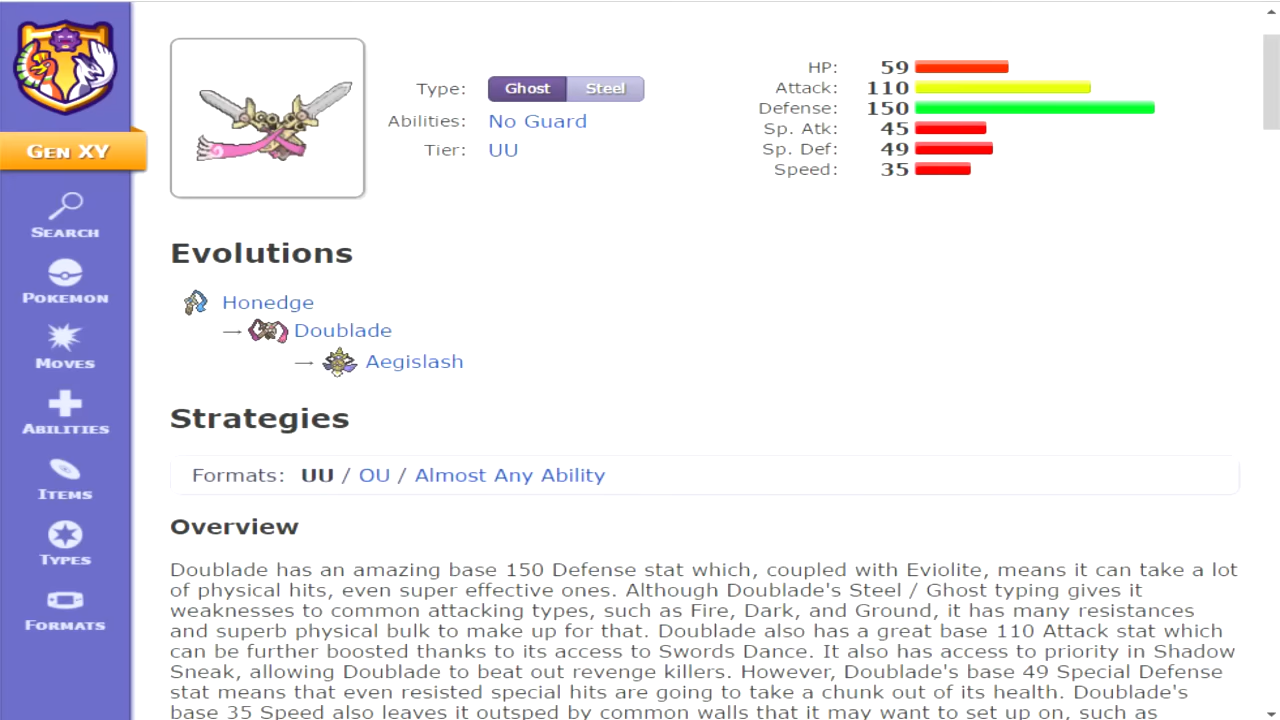 GEN XY
SEARCH
POKEMON
MOVES
ABILITIES
ITEMS
TYPES
FORMATS
Type: Ghost Steel
Abilities: No Guard
Tier: UU
HP: 59
Attack: 110
Defense: 150
Sp. Atk: 45
Sp. Def: 49
Speed: 35
Evolutions
Honedge
→ Doublade
→ Aegislash
Strategies
Formats: UU / OU / Almost Any Ability
Overview
Doublade has an amazing base 150 Defense stat which, coupled with Eviolite, means it can take a lot
of physical hits, even super effective ones. Although Doublade's Steel / Ghost typing gives it
weaknesses to common attacking types, such as Fire, Dark, and Ground, it has many resistances
and superb physical bulk to make up for that. Doublade also has a great base 110 Attack stat which
can be further boosted thanks to its access to Swords Dance. It also has access to priority in Shadow
Sneak, allowing Doublade to beat out revenge killers. However, Doublade's base 49 Special Defense
stat means that even resisted special hits are going to take a chunk out of its health. Doublade's
base 35 Speed also leaves it outsped by common walls that it may want to set up on, such as